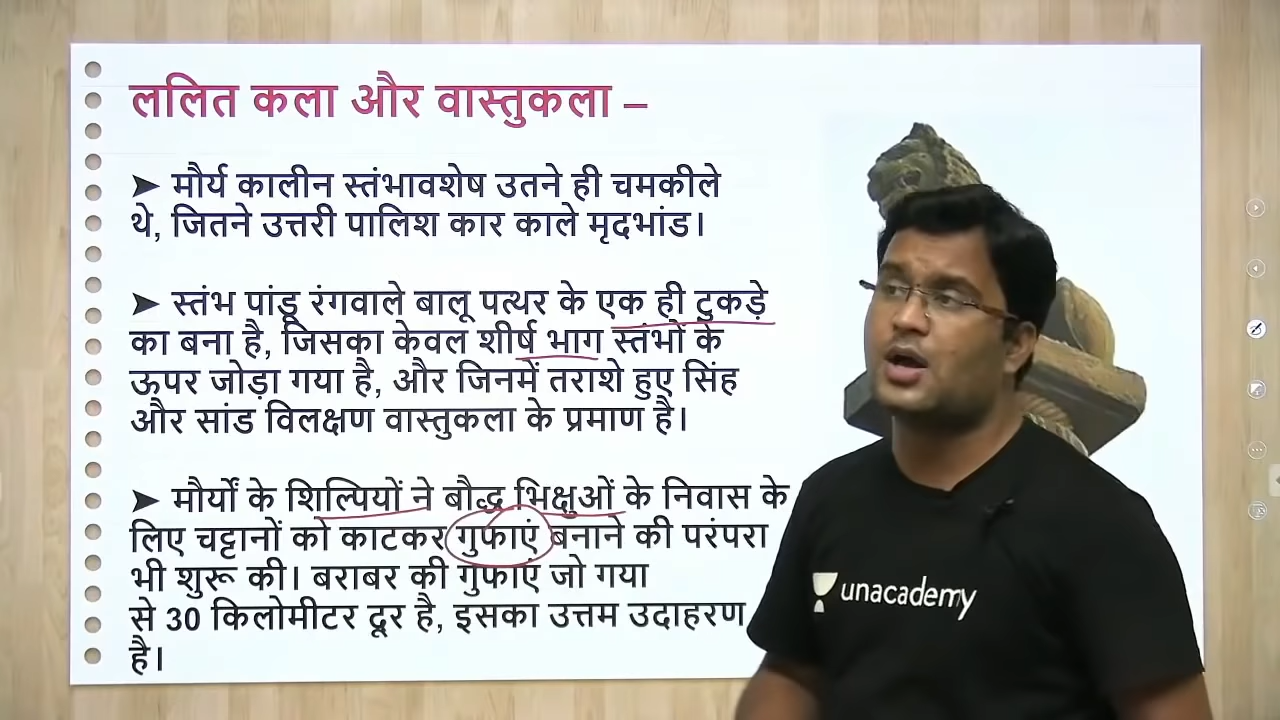 ललित कला और वास्तुकला –
➤ मौर्य कालीन स्तंभावशेष उतने ही चमकीले
थे, जितने उत्तरी पालिश कार काले मृदभांड।
➤ स्तंभ पांडू रंगवाले बालू पत्थर के एक ही टुकड़े
का बना है, जिसका केवल शीर्ष भाग स्तंभों के
ऊपर जोड़ा गया है, और जिनमें तराशे हुए सिंह
और सांड विलक्षण वास्तुकला के प्रमाण है।
➤ मौर्यों के शिल्पियों ने बौद्ध भिक्षुओं के निवास के
लिए चट्टानों को काटकर गुफाएं बनाने की परंपरा
भी शुरू की। बराबर की गुफाएं जो गया
से 30 किलोमीटर दूर है, इसका उत्तम उदाहरण
है।
unacademy